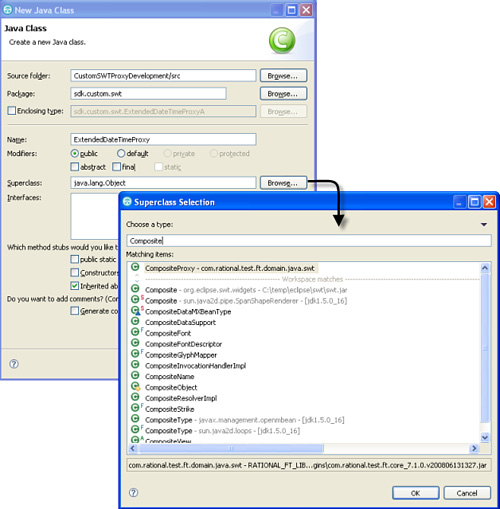 New Java Class
Java Class
Create a new Java class.
Source folder: CustomSWTProxyDevelopment/src Browse...
Package: sdk.custom.swt Browse...
Enclosing type: sdk.custom.swt.ExtendedDateTimeProxyA Browse...
Name: ExtendedDateTimeProxy
Modifiers: public default private protected
abstract final static
Superclass: java.lang.Object Browse...
Interfaces:
Which method stubs would you like t
public static
Constructors
Inherited ab
Do you want to add comments? (Con
Generate co
Superclass Selection
Choose a type:
Composite
Matching items:
CompositeProxy - com.rational.test.ft.domain.java.swt
Workspace matches
Composite - org.eclipse.swt.widgets - C:\temp\eclipse\swt\swt.jar
Composite - sun.java2d.pipe.SpanShapeRenderer - [jdk1.5.0_16]
CompositeDataMXBeanType
CompositeDataSupport
CompositeFont
CompositeFontDescriptor
CompositeGlyphMapper
CompositeInvocationHandlerImpl
CompositeName
CompositeObject
CompositeResolverImpl
CompositeStrike
CompositeType - javax.management.openmbean - [jdk1.5.0_16]
CompositeType - sun.java2d.loops - [jdk1.5.0_16]
CompositeView
com.rational.test.ft.domain.java.swt - RATIONAL_FT_LIB...gins\com.rational.test.ft.core_7.1.0.v200806131327.jar
OK Cancel